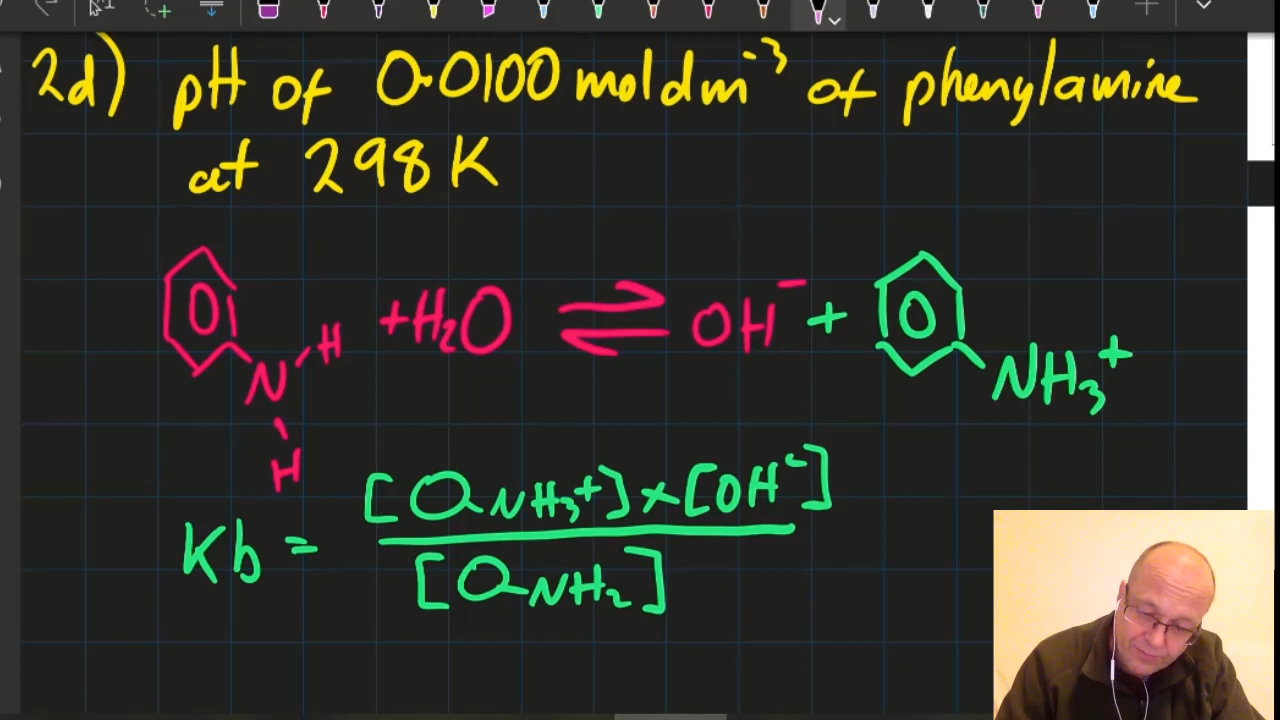 2d) pH of 0.0100 moldm⁻³ of phenylamine
at 298 K
N H H +H₂O ⇌ OH⁻ + NH₃⁺
Kb = [NH₃⁺]×[OH⁻]
[NH₂]